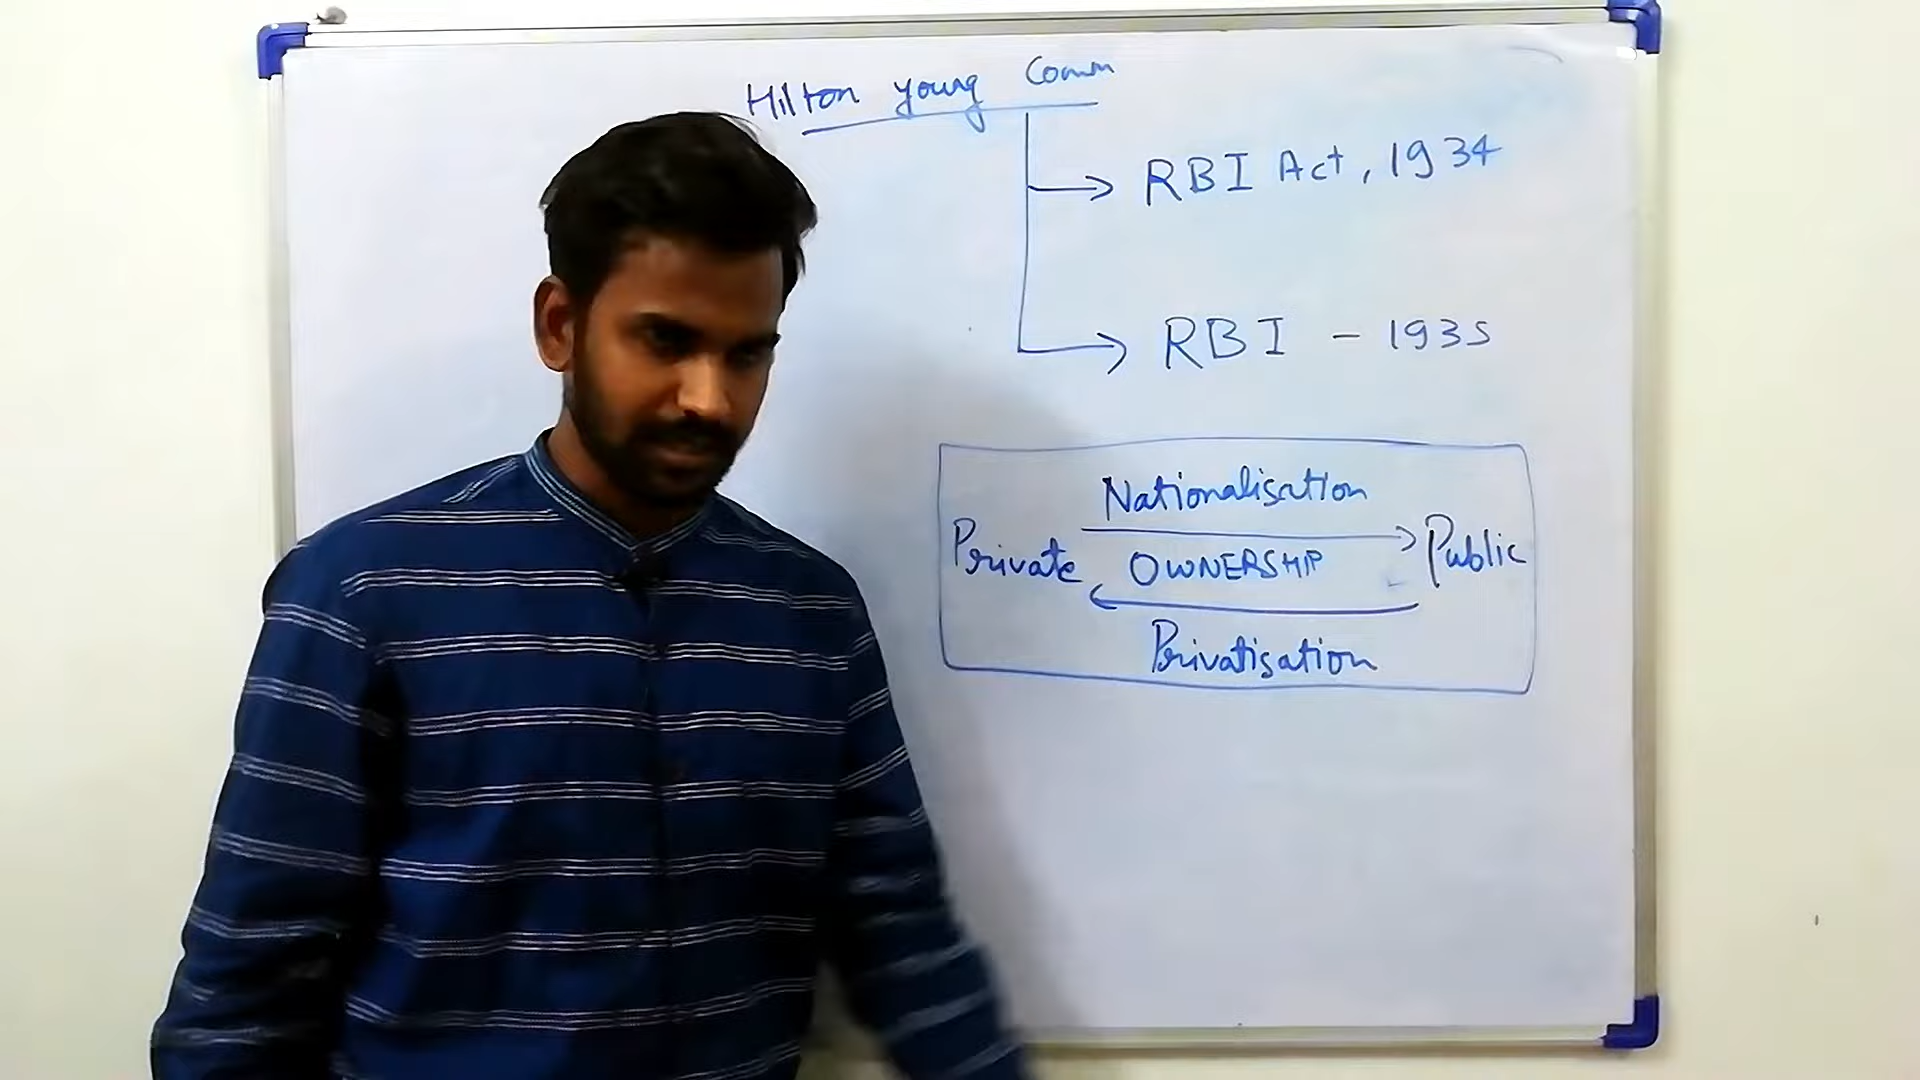 Hilton young Comm
RBI Act, 1934
RBI - 1935
Nationalisation
Private OWNERSHIP Public
Privatisation